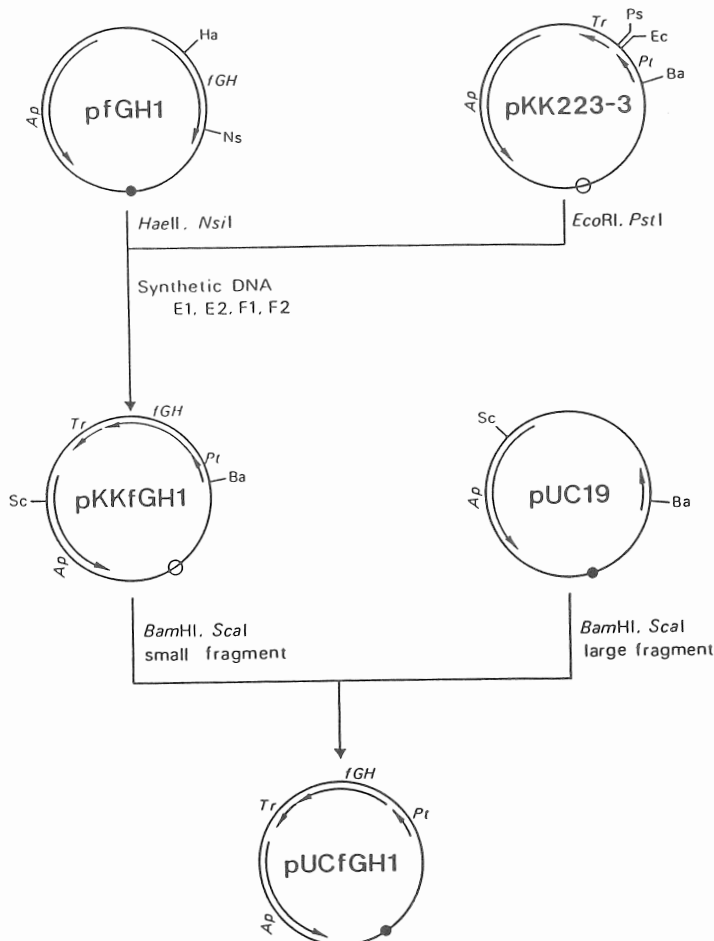 Ha
fGH
Ap
pfGH1
Ns
Ps
Tr
Ec
Pt
Ba
Ap
pKK223-3
HaeII. NsiI
EcoRI. PstI
Synthetic DNA
E1, E2, F1, F2
fGH
Tr
Pt
Ba
Sc
pKKfGH1
Ap
Sc
Ap
pUC19
Ba
BamHI. ScaI
small fragment
BamHI. ScaI
large fragment
fGH
Tr
Pt
pUCfGH1
Ap